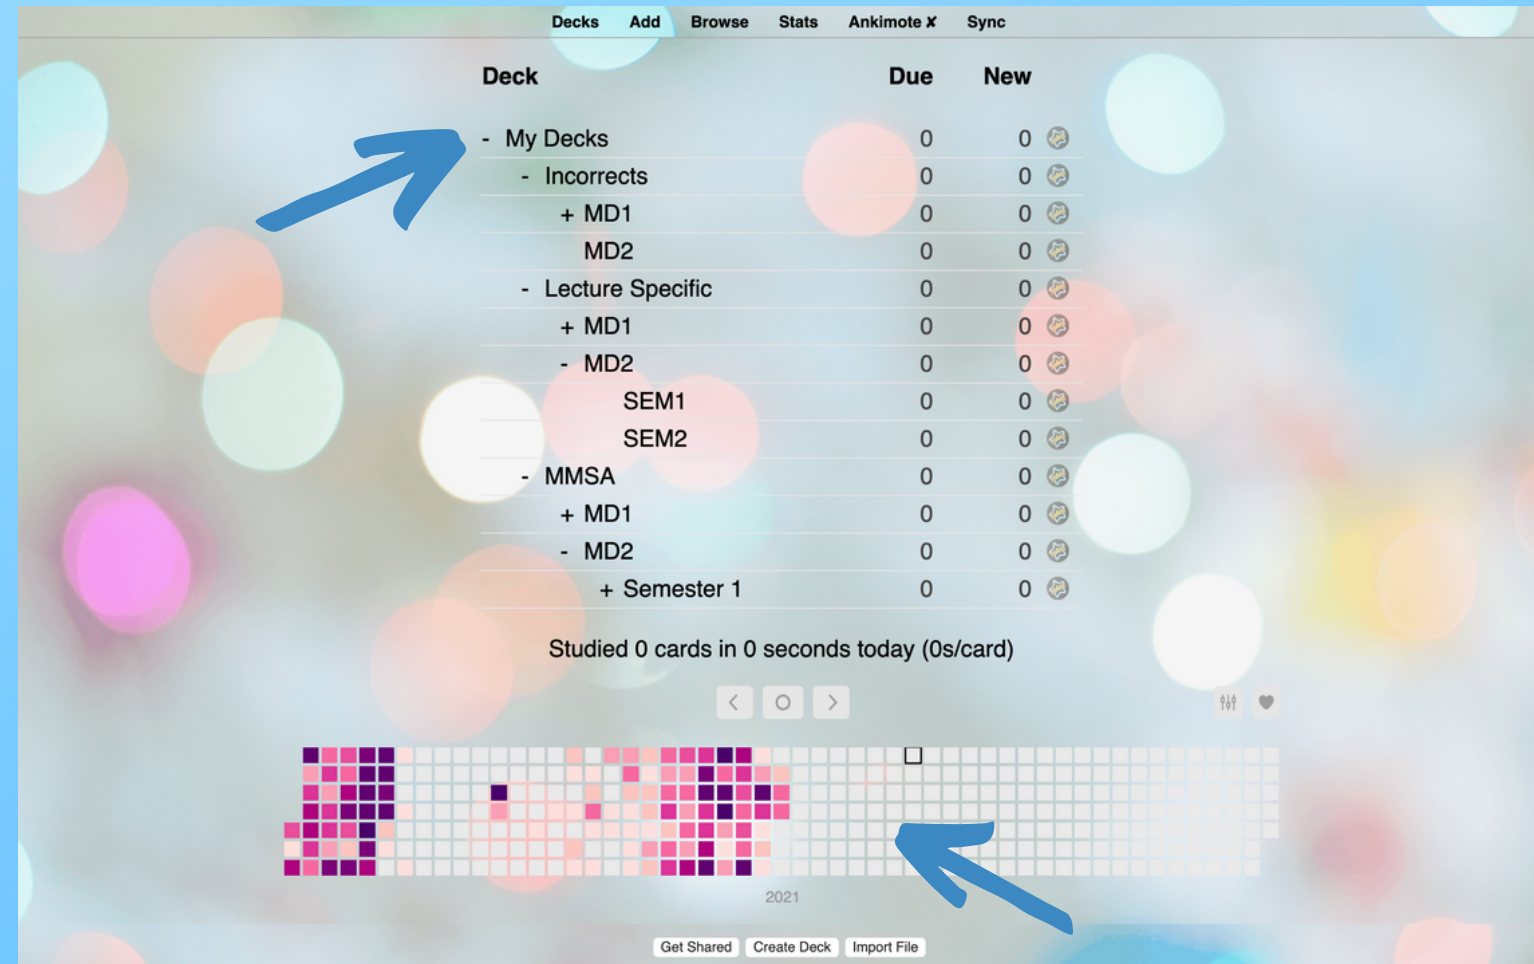 Decks Add Browse Stats Ankimote ✘ Sync
Deck Due New
- My Decks 0 0
- Incorrects 0 0
+ MD1 0 0
MD2 0 0
- Lecture Specific 0 0
+ MD1 0 0
- MD2 0 0
SEM1 0 0
SEM2 0 0
- MMSA 0 0
+ MD1 0 0
- MD2 0 0
+ Semester 1 0 0
Studied 0 cards in 0 seconds today (0s/card)
2021
Get Shared Create Deck Import File